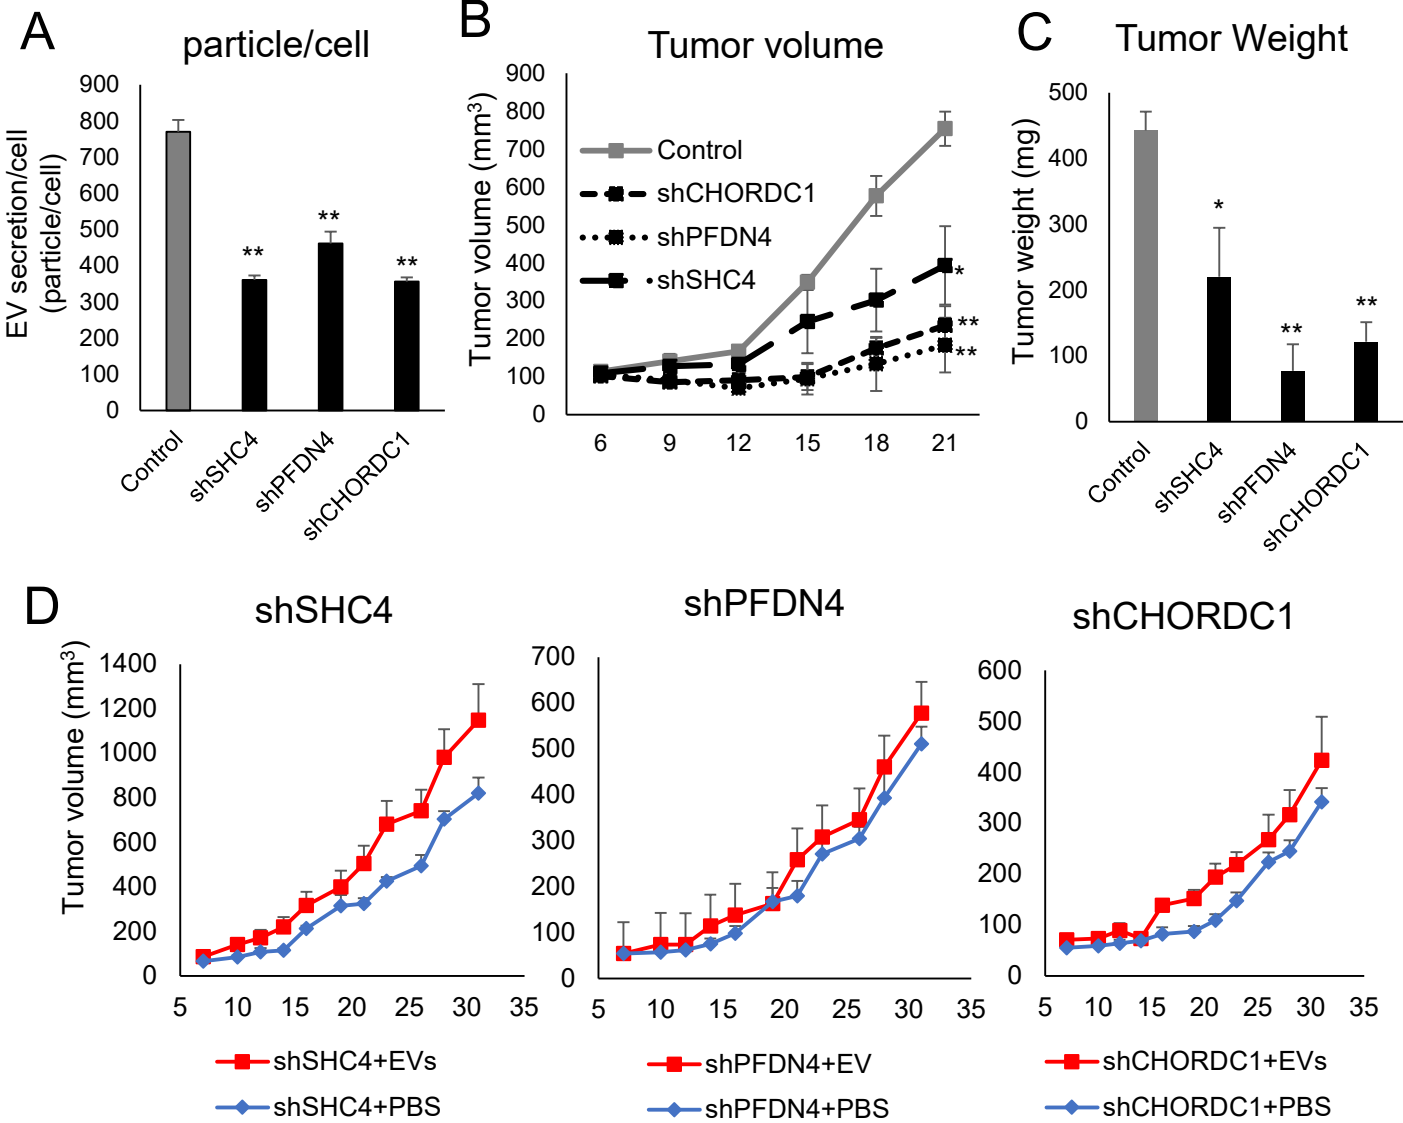 A
particle/cell
EV secretion/cell
(particle/cell)
900
800
700
600
500
400
300
200
100
0
**
**
**
Control
shSHC4
shPFDN4
shCHORDC1
B
Tumor volume
Tumor volume (mm³)
900
800
700
600
500
400
300
200
100
0
Control
shCHORDC1
shPFDN4
shSHC4
*
**
**
6 9 12 15 18 21
C
Tumor Weight
Tumor weight (mg)
500
400
300
200
100
0
*
**
**
Control
shSHC4
shPFDN4
shCHORDC1
D
shSHC4
Tumor volume (mm³)
1400
1200
1000
800
600
400
200
0
5 10 15 20 25 30 35
shSHC4+EVs
shSHC4+PBS
shPFDN4
700
600
500
400
300
200
100
0
5 10 15 20 25 30 35
shPFDN4+EV
shPFDN4+PBS
shCHORDC1
600
500
400
300
200
100
0
5 10 15 20 25 30 35
shCHORDC1+EVs
shCHORDC1+PBS